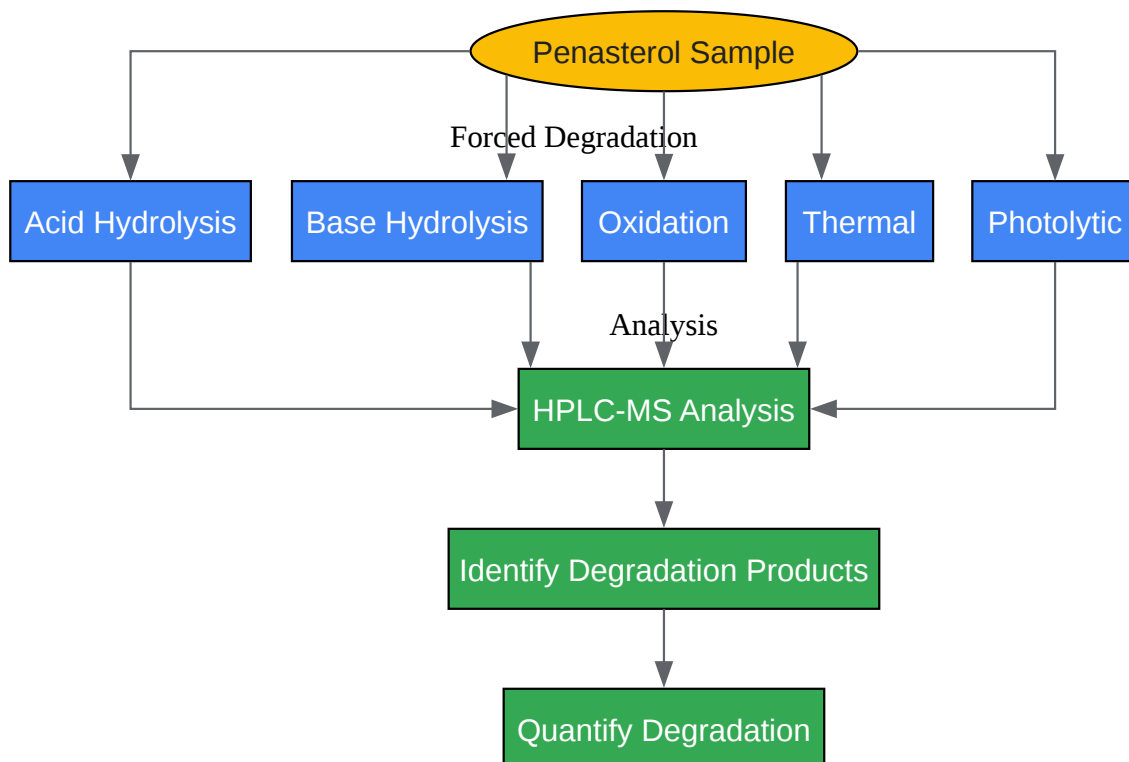 Penasterol Sample
Forced Degradation
Acid Hydrolysis
Base Hydrolysis
Oxidation
Thermal
Photolytic
Analysis
HPLC-MS Analysis
Identify Degradation Products
Quantify Degradation